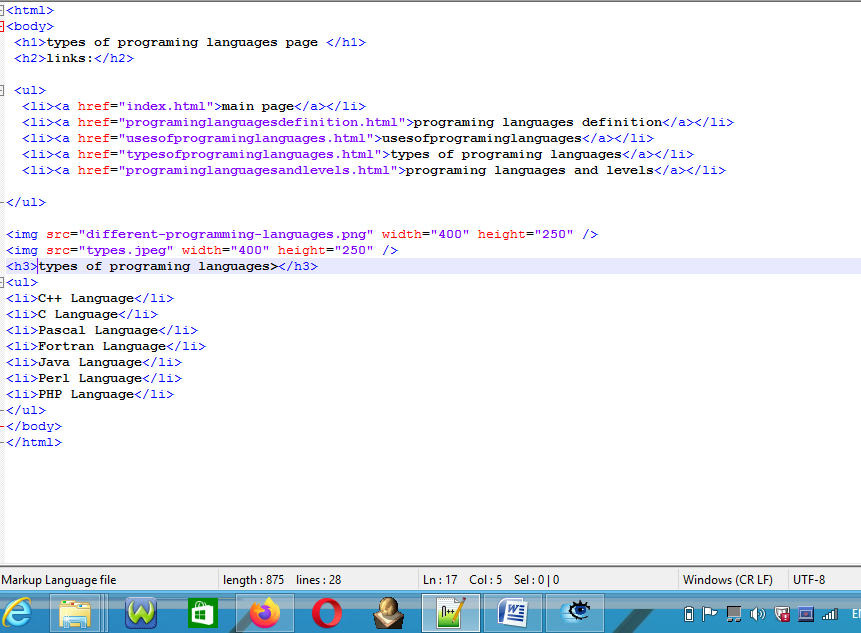 <html>
<body>
<h1>types of programing languages page </h1>
<h2>links:</h2>
<ul>
<li><a href="index.html">main page</a></li>
<li><a href="programinglanguagesdefinition.html">programing languages definition</a></li>
<li><a href="usesofprograminglanguages.html">usesofprograminglanguages</a></li>
<li><a href="typesofprograminglanguages.html">types of programing languages</a></li>
<li><a href="programinglanguagesandlevels.html">programing languages and levels</a></li>
</ul>
<img src="different-programming-languages.png" width="400" height="250" />
<img src="types.jpeg" width="400" height="250" />
<h3>types of programing languages></h3>
<ul>
<li>C++ Language</li>
<li>C Language</li>
<li>Pascal Language</li>
<li>Fortran Language</li>
<li>Java Language</li>
<li>Perl Language</li>
<li>PHP Language</li>
</ul>
</body>
</html>
Markup Language file length : 875 lines : 28 Ln : 17 Col : 5 Sel : 0 | 0 Windows (CR LF) UTF-8